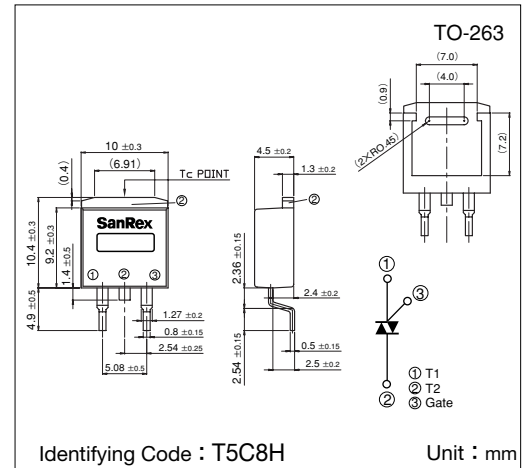 TO-263
(7.0)
(4.0)
(0.9)
(7.2)
(2×R0.45)
10 ±0.3
(6.91)
Tc POINT
(0.4)
②
SanRex
① ② ③
10.4 ±0.3
9.2 ±0.3
1.4 ±0.5
4.9 ±0.5
1.27 ±0.2
0.8 ±0.15
2.54 ±0.25
5.08 ±0.5
4.5 ±0.2
1.3 ±0.2
②
2.36 ±0.15
2.4 ±0.2
2.54 ±0.15
0.5 ±0.15
2.5 ±0.2
①
③
②
① T1
② T2
③ Gate
Identifying Code：T5C8H
Unit：mm